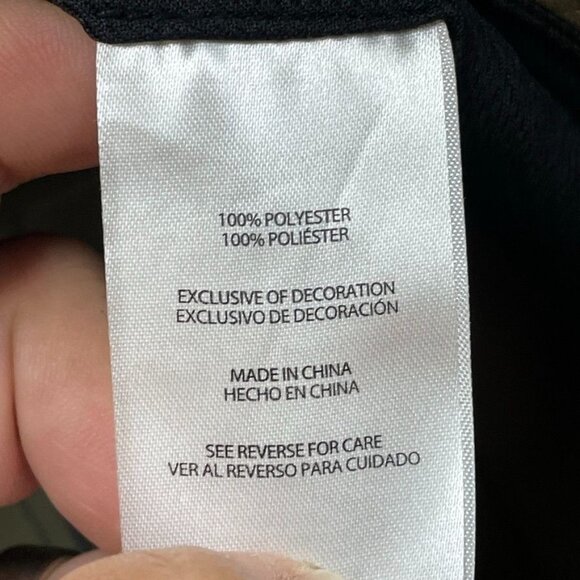 100% POLYESTER
100% POLIÉSTER
EXCLUSIVE OF DECORATION
EXCLUSIVO DE DECORACIÓN
MADE IN CHINA
HECHO EN CHINA
SEE REVERSE FOR CARE
VER AL REVERSO PARA CUIDADO